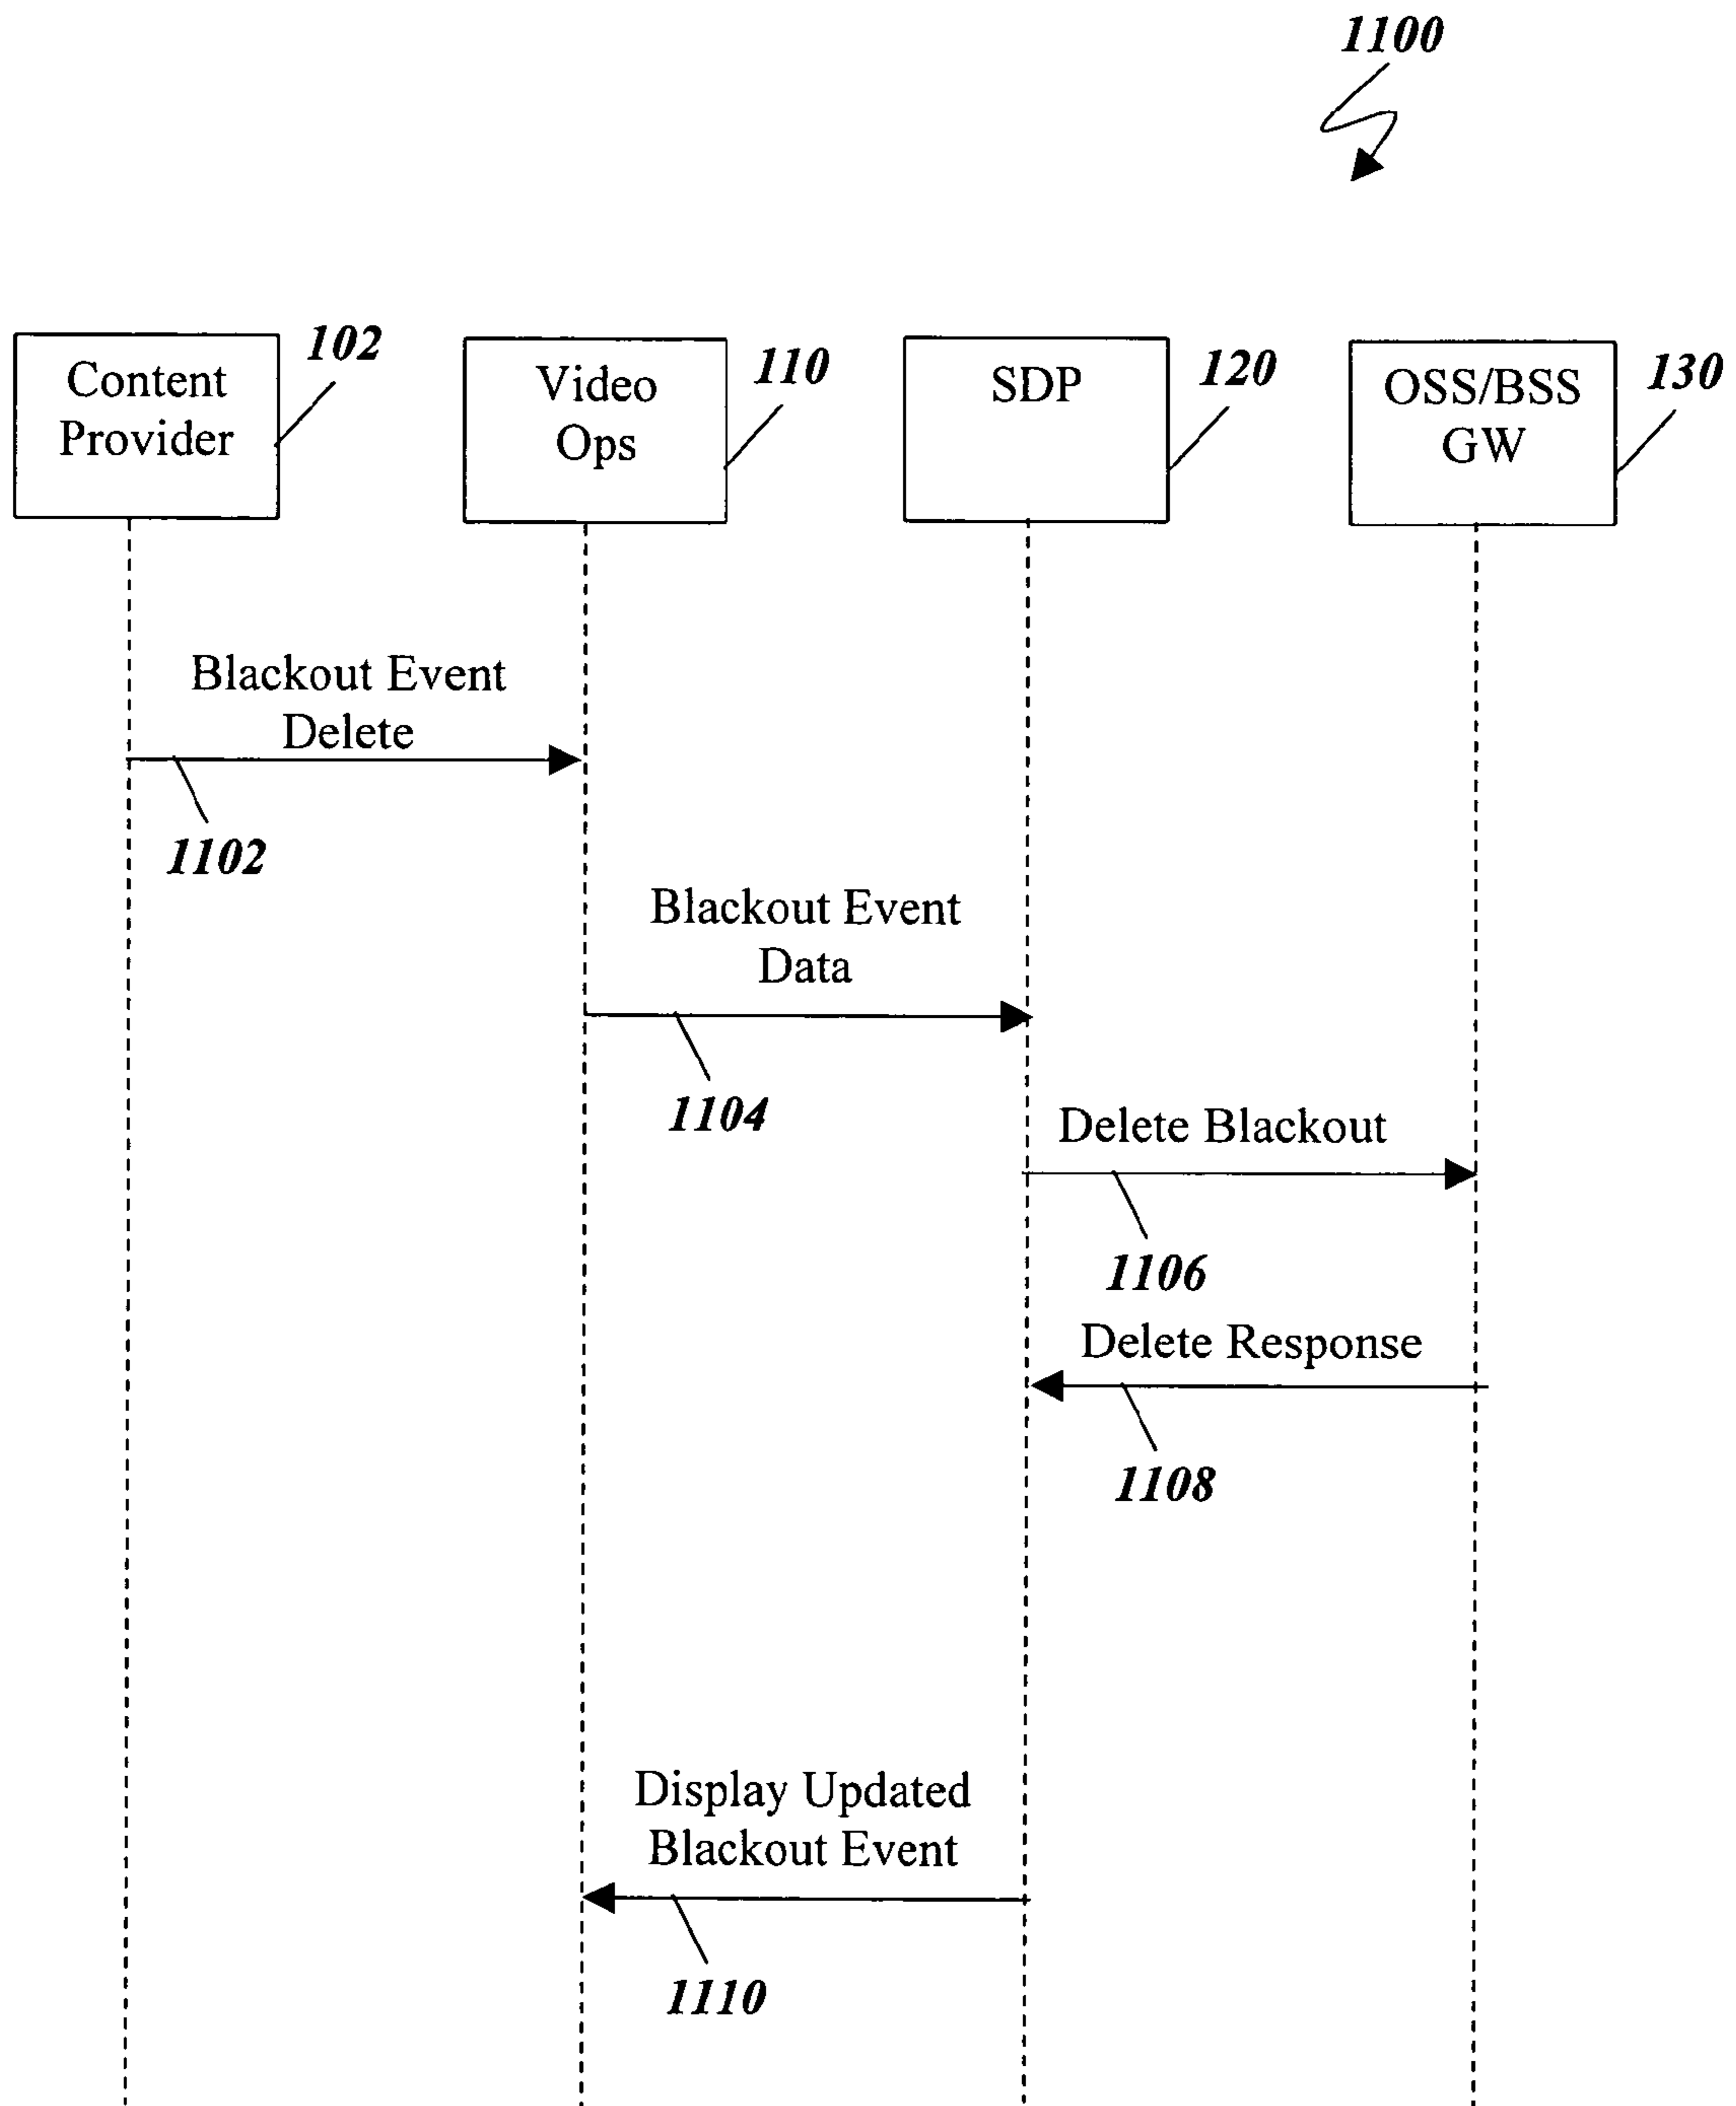 1100
Content
Provider
102
Video
Ops
110
SDP
120
OSS/BSS
GW
130
Blackout Event
Delete
1102
Blackout Event
Data
1104
Delete Blackout
1106
Delete Response
1108
Display Updated
Blackout Event
1110